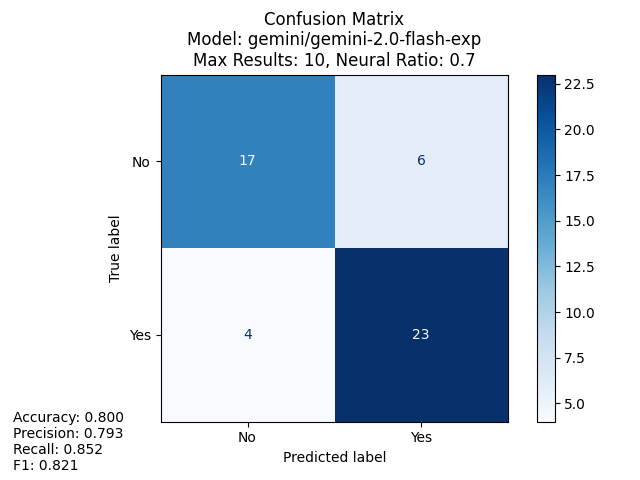 Confusion Matrix
Model: gemini/gemini-2.0-flash-exp
Max Results: 10, Neural Ratio: 0.7
No
17
6
Yes
4
23
True label
No
Yes
Predicted label
22.5
20.0
17.5
15.0
12.5
10.0
7.5
5.0
Accuracy: 0.800
Precision: 0.793
Recall: 0.852
F1: 0.821